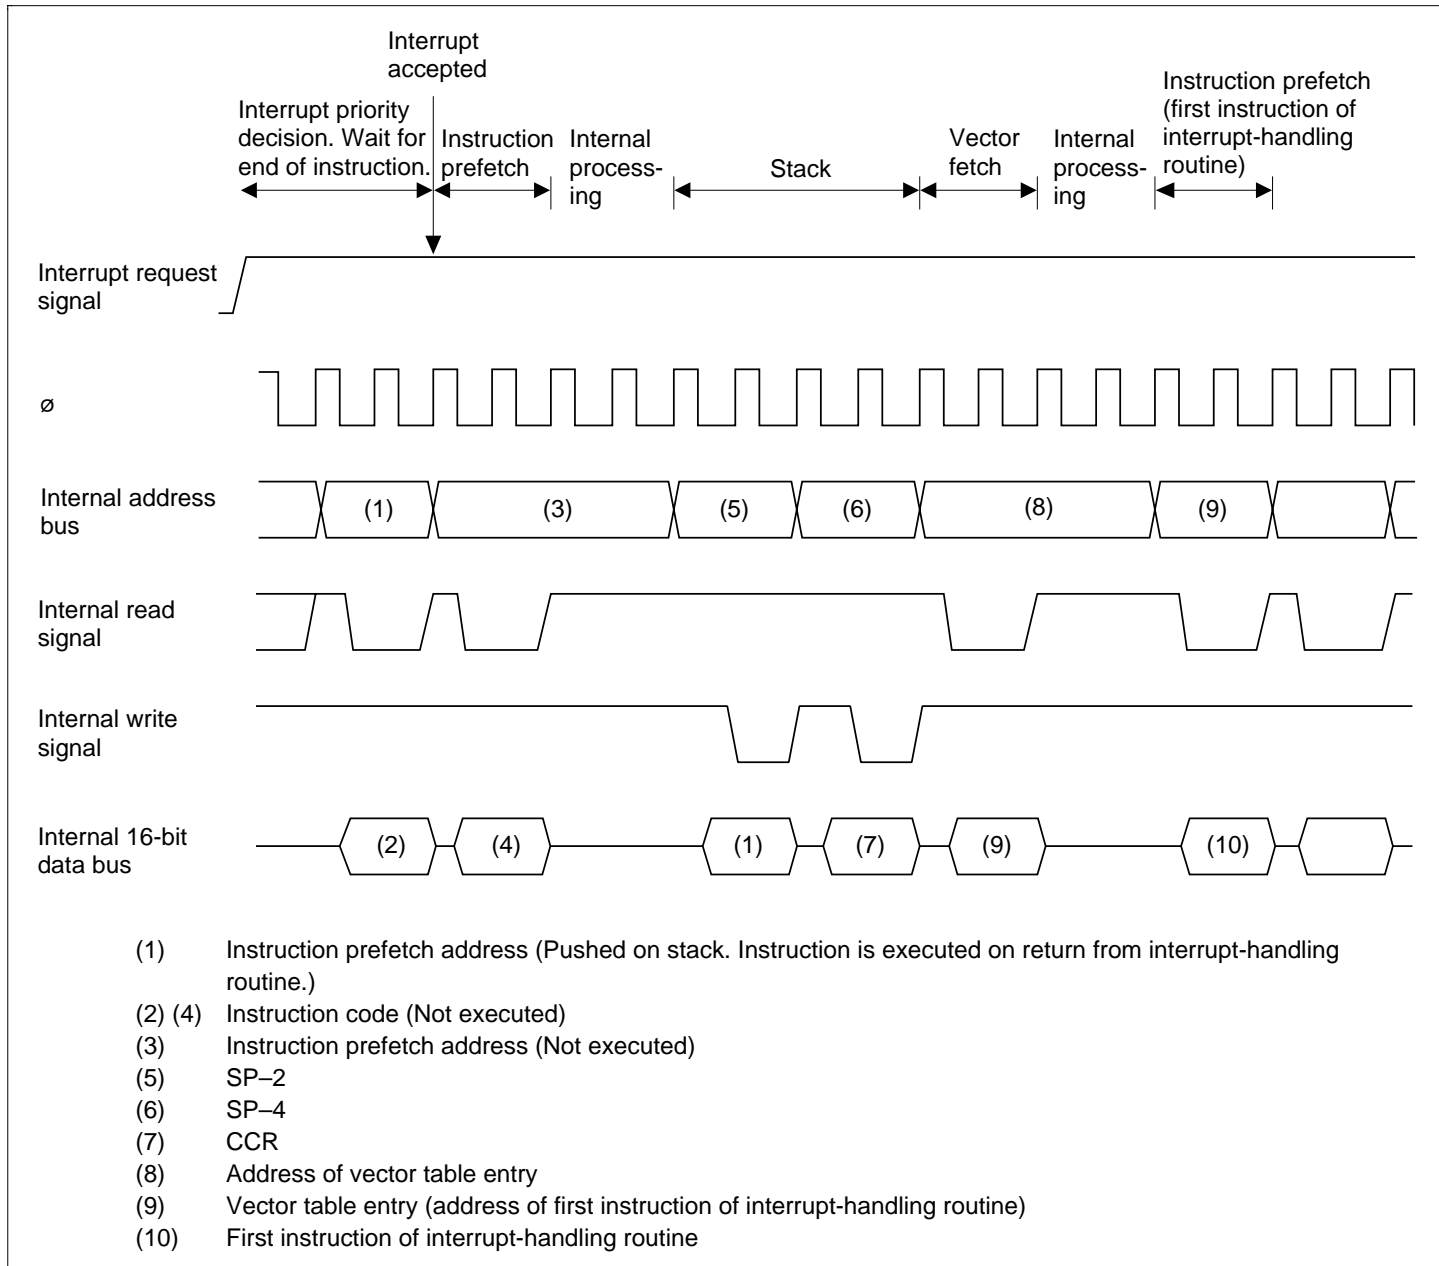 Interrupt
accepted
Interrupt priority
decision. Wait for
end of instruction.
Instruction
prefetch
Internal
process-
ing
Stack
Vector
fetch
Internal
process-
ing
Instruction prefetch
(first instruction of
interrupt-handling
routine)
Interrupt request
signal
ø
Internal address
bus
(1)
(3)
(5)
(6)
(8)
(9)
Internal read
signal
Internal write
signal
Internal 16-bit
data bus
(2)
(4)
(1)
(7)
(9)
(10)
(1) Instruction prefetch address (Pushed on stack. Instruction is executed on return from interrupt-handling
routine.)
(2) (4) Instruction code (Not executed)
(3) Instruction prefetch address (Not executed)
(5) SP–2
(6) SP–4
(7) CCR
(8) Address of vector table entry
(9) Vector table entry (address of first instruction of interrupt-handling routine)
(10) First instruction of interrupt-handling routine